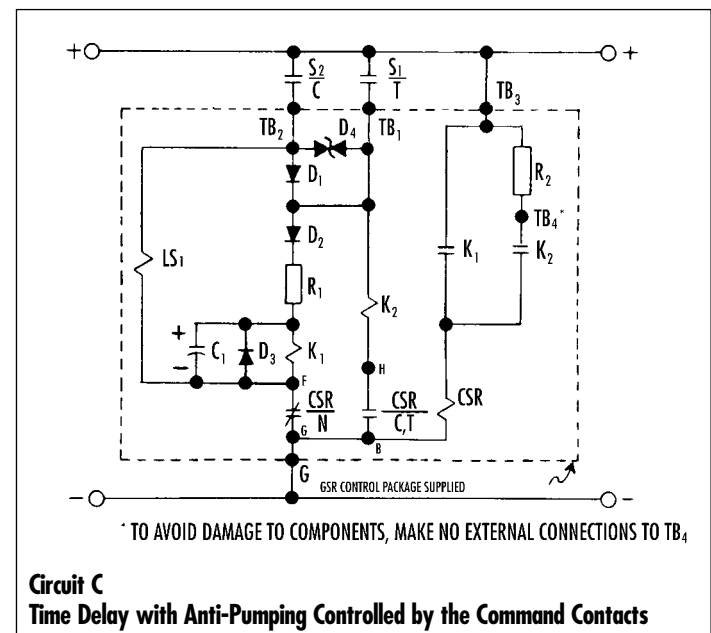 + +
S2
C
S1
T
TB3
TB2
D4
TB1
D1
R2
D2
TB4*
LS1
K1
K2
R1
K2
+
C1
D3
K1
-
H
F
CSR
N
CSR
C,T
CSR
G
B
G
GSR CONTROL PACKAGE SUPPLIED
- -
* TO AVOID DAMAGE TO COMPONENTS, MAKE NO EXTERNAL CONNECTIONS TO TB4
Circuit C
Time Delay with Anti-Pumping Controlled by the Command Contacts